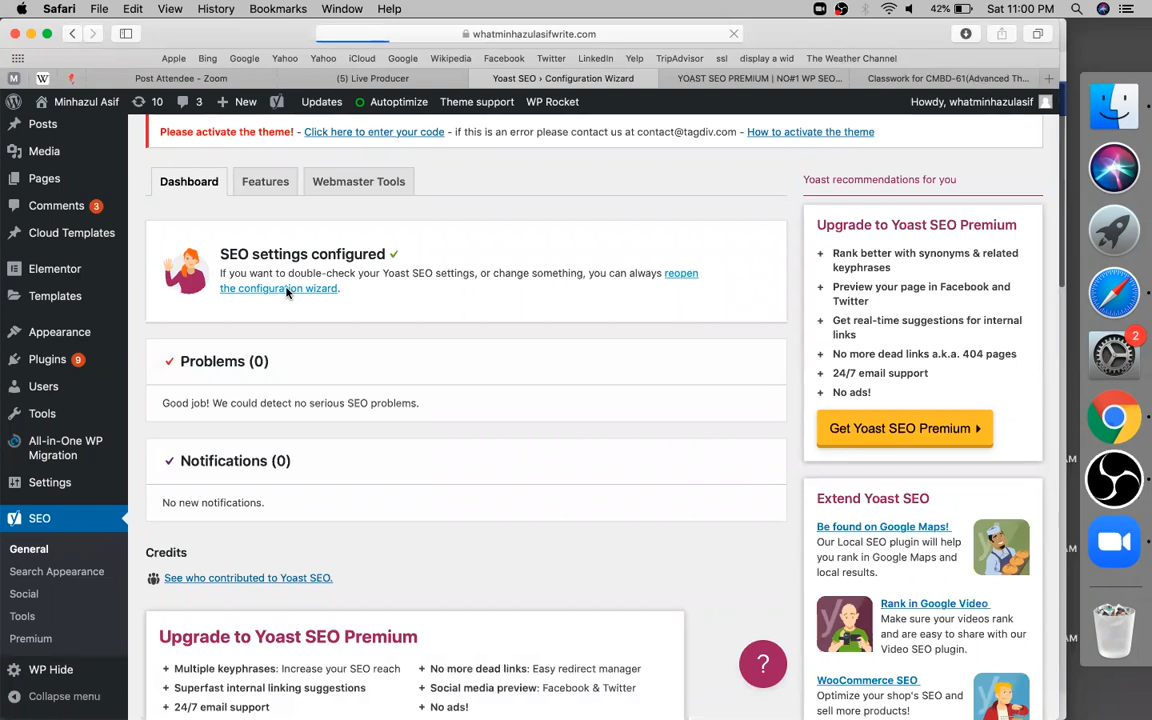 Safari File Edit View History Bookmarks Window Help 42% Sat 11:00 PM
whatminhazulasifwrite.com
Apple Bing Google Yahoo Yahoo iCloud Google Wikipedia Facebook Twitter LinkedIn Yelp TripAdvisor ssl display a wid The Weather Channel
M W Post Attendee - Zoom (5) Live Producer Yoast SEO › Configuration Wizard YOAST SEO PREMIUM | NO#1 WP SEO... Classwork for CMBD-61(Advanced Th...
Minhazul Asif 10 3 + New Updates Autoptimize Theme support WP Rocket Howdy, whatminhazulasif
Please activate the theme! - Click here to enter your code - if this is an error please contact us at contact@tagdiv.com - How to activate the theme
Posts
Media
Pages
Comments 3
Cloud Templates
Elementor
Templates
Appearance
Plugins 9
Users
Tools
All-in-One WP
Migration
Settings
SEO
General
Search Appearance
Social
Tools
Premium
WP Hide
Collapse menu
Dashboard Features Webmaster Tools
SEO settings configured
If you want to double-check your Yoast SEO settings, or change something, you can always reopen
the configuration wizard.
Problems (0)
Good job! We could detect no serious SEO problems.
Notifications (0)
No new notifications.
Credits
See who contributed to Yoast SEO.
Upgrade to Yoast SEO Premium
+ Multiple keyphrases: Increase your SEO reach
+ Superfast internal linking suggestions
+ 24/7 email support
+ No more dead links: Easy redirect manager
+ Social media preview: Facebook & Twitter
+ No ads!
?
Yoast recommendations for you
Upgrade to Yoast SEO Premium
+ Rank better with synonyms & related
keyphrases
+ Preview your page in Facebook and
Twitter
+ Get real-time suggestions for internal
links
+ No more dead links a.k.a. 404 pages
+ 24/7 email support
+ No ads!
Get Yoast SEO Premium
Extend Yoast SEO
Be found on Google Maps!
Our Local SEO plugin will help
you rank in Google Maps and
local results.
Rank in Google Video
Make sure your videos rank
and are easy to share with our
Video SEO plugin.
WooCommerce SEO
Optimize your shop's SEO and
sell more products!
2
M
M
M